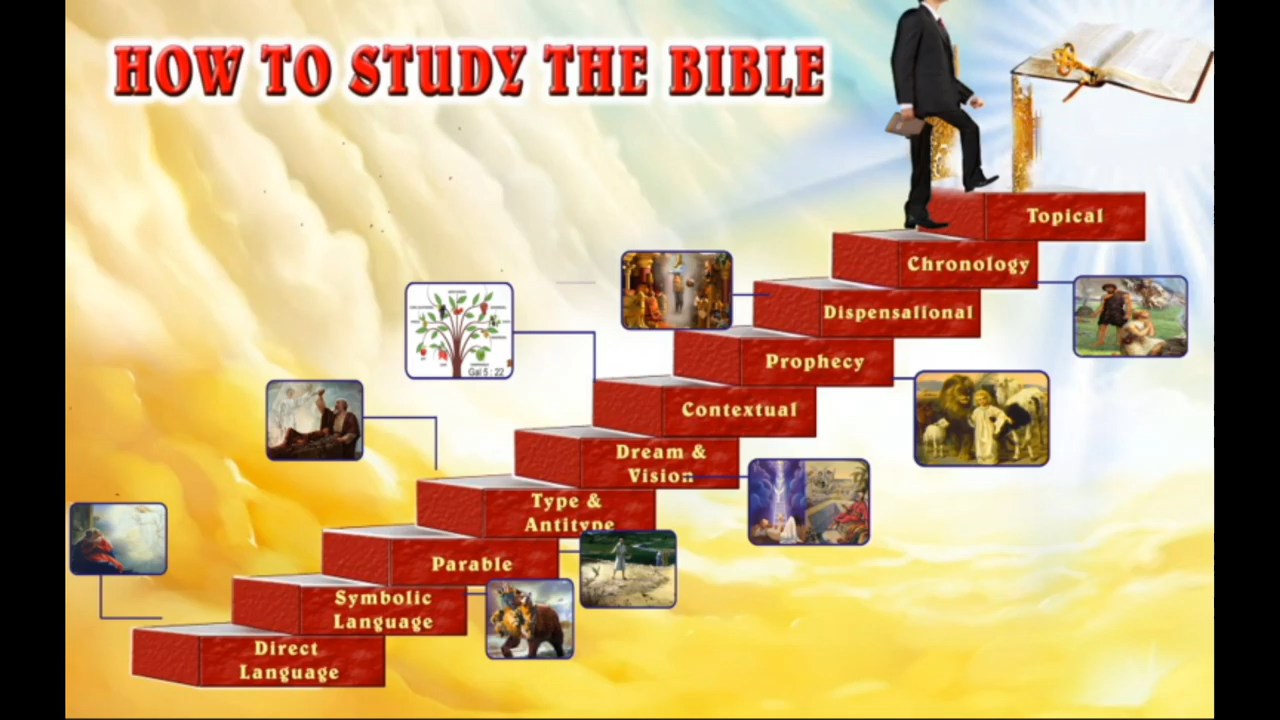 HOW TO STUDY THE BIBLE
Topical
Chronology
Dispensational
Prophecy
Contextual
Dream &
Vision
Type &
Antitype
Parable
Symbolic
Language
Direct
Language
Gal 5 : 22